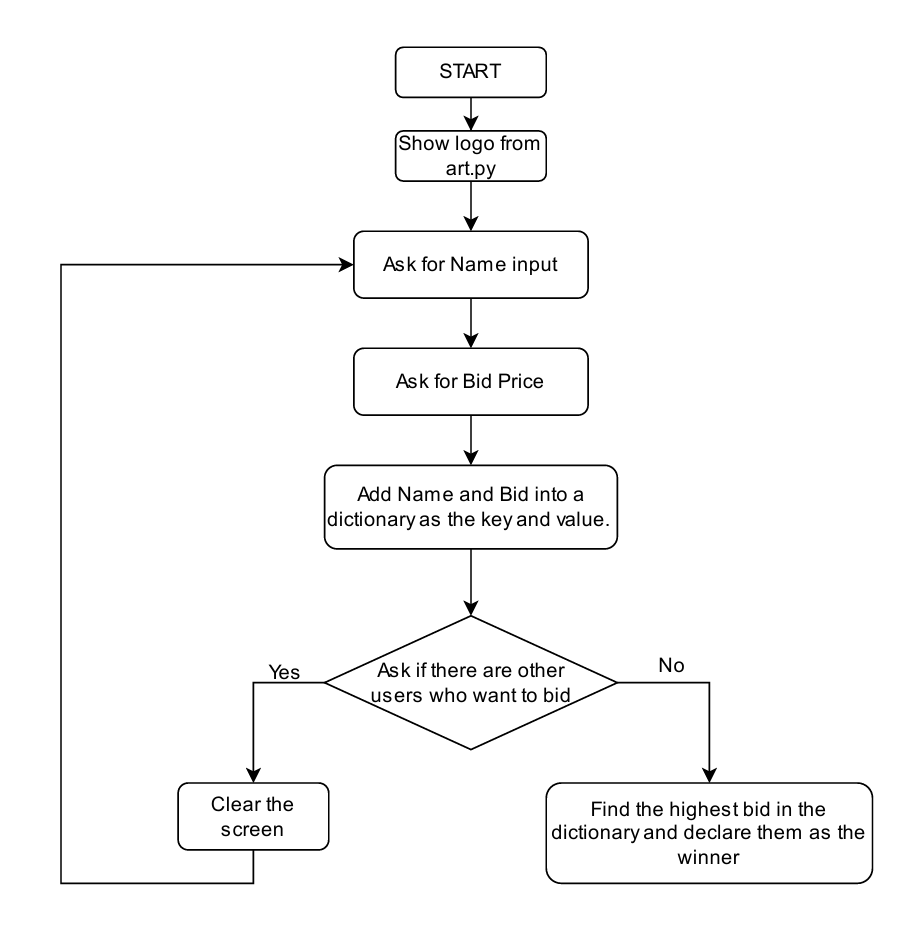 START
Show logo from
art.py
Ask for Name input
Ask for Bid Price
Add Name and Bid into a
dictionary as the key and value.
Ask if there are other
users who want to bid
Yes
No
Clear the
screen
Find the highest bid in the
dictionary and declare them as the
winner